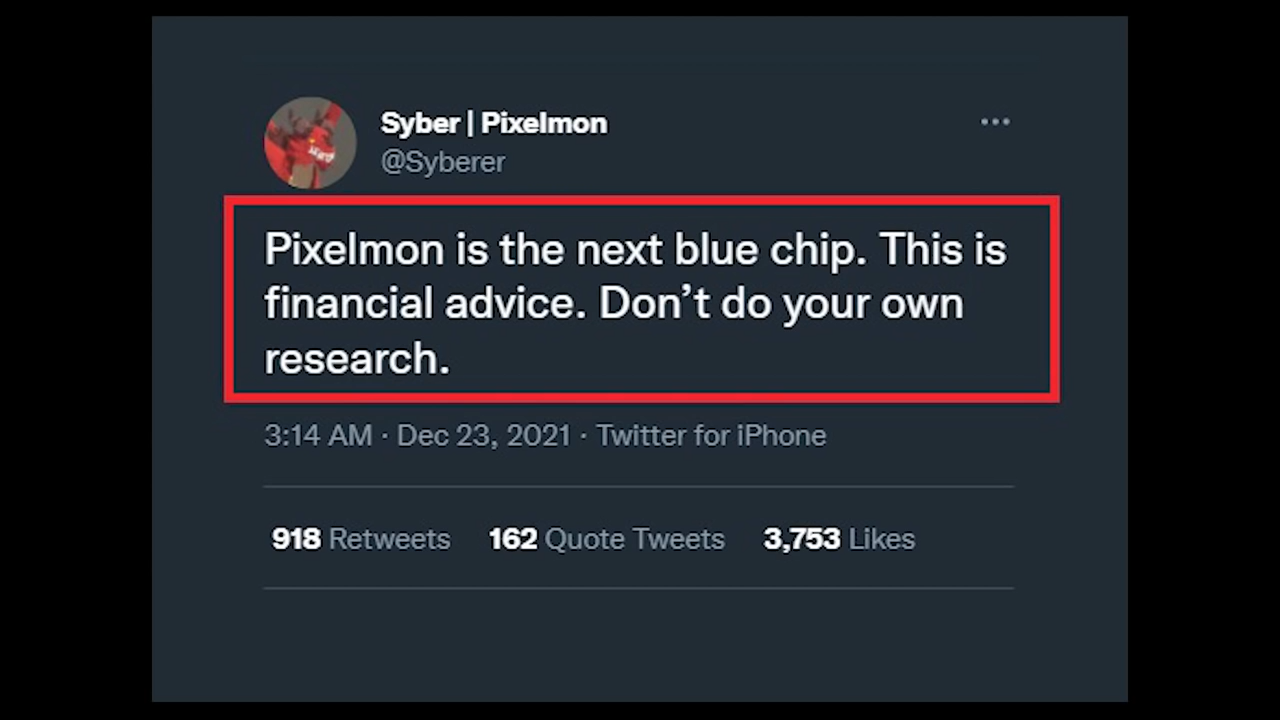 Syber | Pixelmon
@Syberer
Pixelmon is the next blue chip. This is
financial advice. Don’t do your own
research.
3:14 AM · Dec 23, 2021 · Twitter for iPhone
918 Retweets 162 Quote Tweets 3,753 Likes